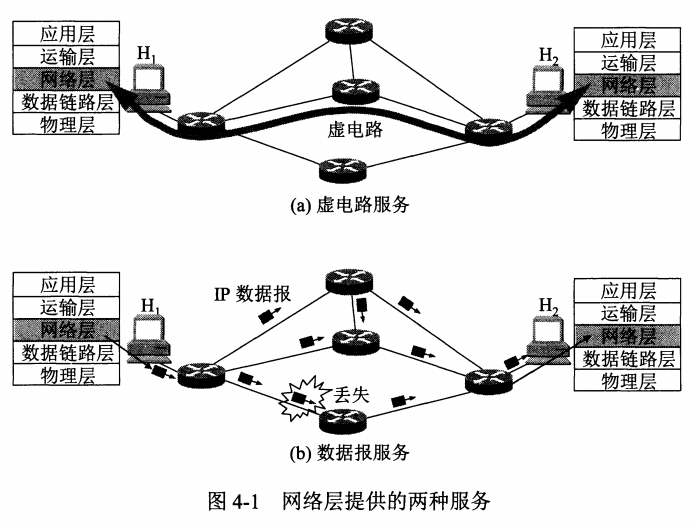 应用层
运输层
网络层
数据链路层
物理层
H1
虚电路
H2
应用层
运输层
网络层
数据链路层
物理层
(a) 虚电路服务
应用层
运输层
网络层
数据链路层
物理层
H1
IP 数据报
丢失
H2
应用层
运输层
网络层
数据链路层
物理层
(b) 数据报服务
图 4-1 网络层提供的两种服务